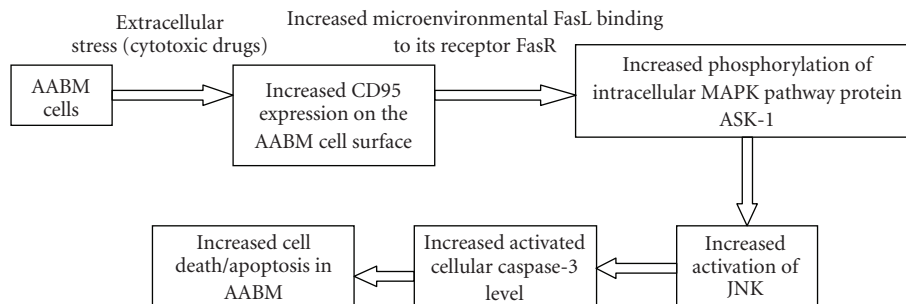 Extracellular
stress (cytotoxic drugs)
Increased microenvironmental FasL binding
to its receptor FasR
AABM
cells
Increased CD95
expression on the
AABM cell surface
Increased phosphorylation of
intracellular MAPK pathway protein
ASK-1
Increased
activation of
JNK
Increased activated
cellular caspase-3
level
Increased cell
death/apoptosis in
AABM